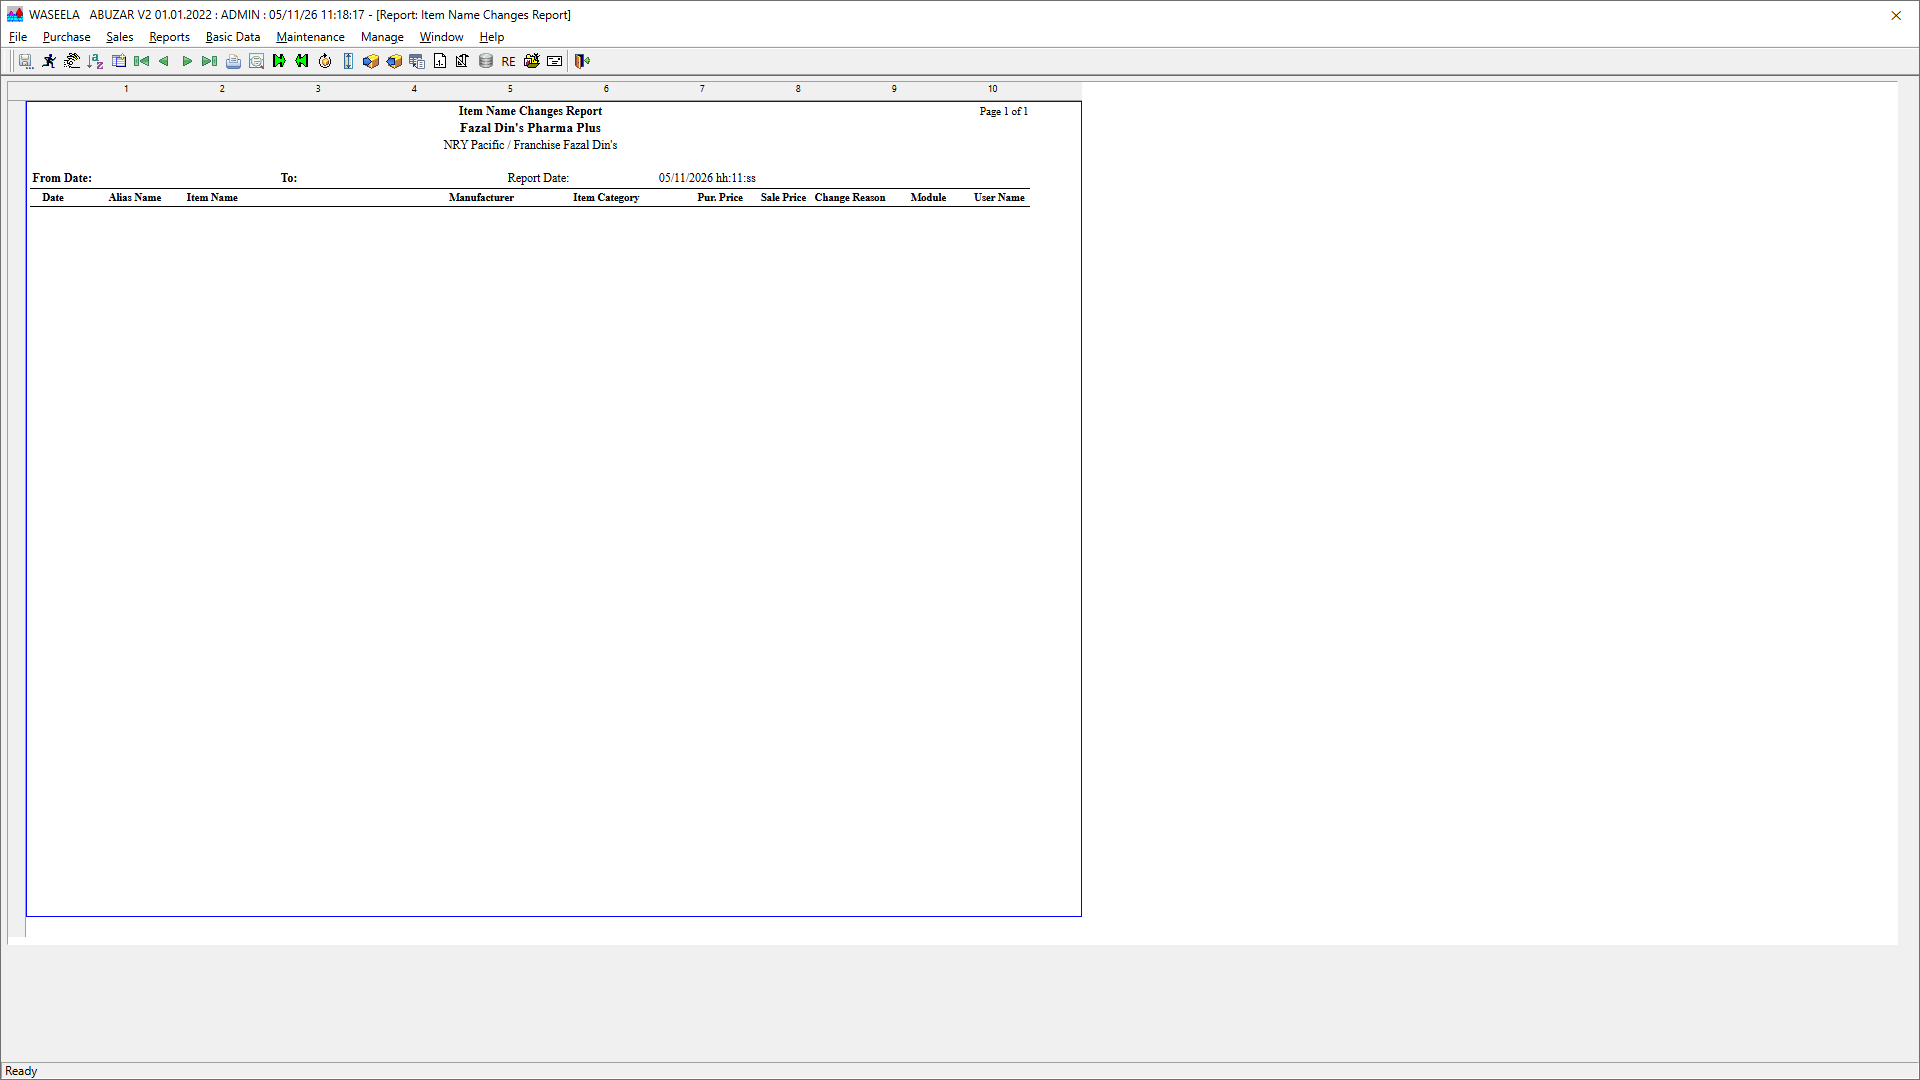 WASEELA   ABUZAR V2 01.01.2022 : ADMIN : 05/11/26 11:18:17 - [Report: Item Name Changes Report]
File Purchase Sales Reports Basic Data Maintenance Manage Window Help
RE
1 2 3 4 5 6 7 8 9 10
Item Name Changes Report Page 1 of 1
Fazal Din's Pharma Plus
NRY Pacific / Franchise Fazal Din's
From Date: To: Report Date: 05/11/2026 hh:11:ss
Date Alias Name Item Name Manufacturer Item Category Pur. Price Sale Price Change Reason Module User Name
Ready